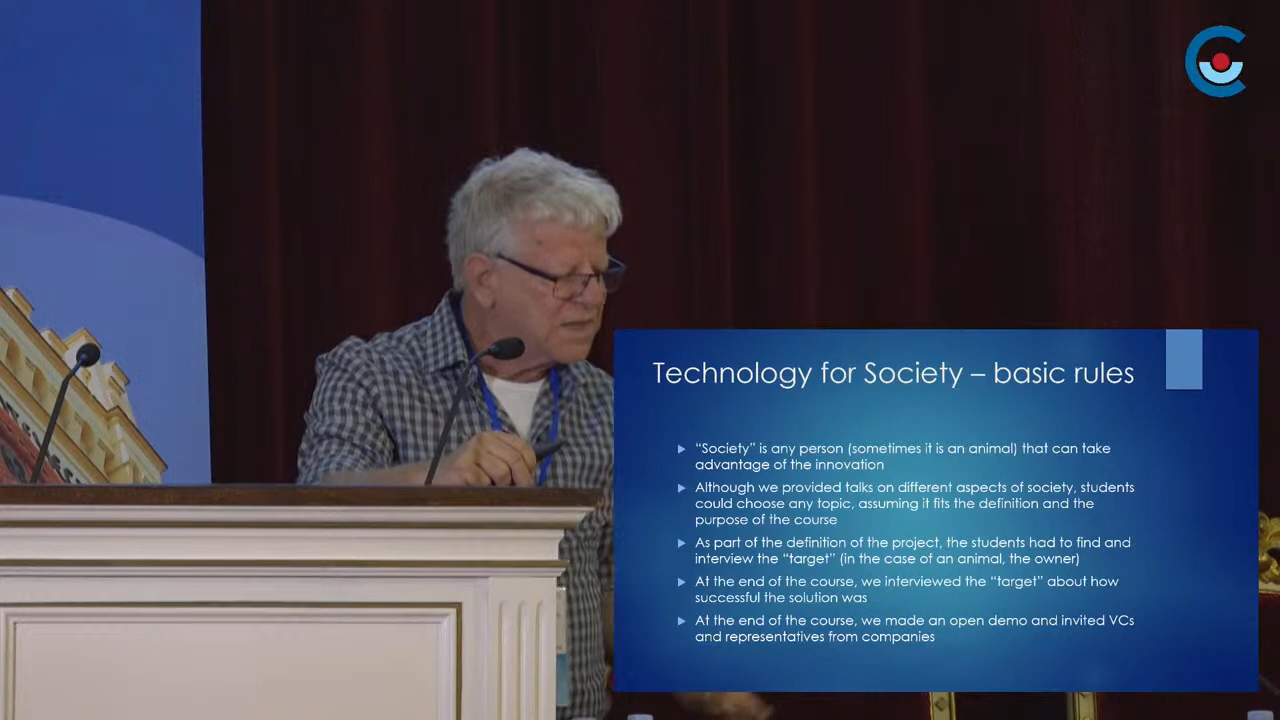 Technology for Society – basic rules
“Society” is any person (sometimes it is an animal) that can take
advantage of the innovation
Although we provided talks on different aspects of society, students
could choose any topic, assuming it fits the definition and the
purpose of the course
As part of the definition of the project, the students had to find and
interview the “target” (in the case of an animal, the owner)
At the end of the course, we interviewed the “target” about how
successful the solution was
At the end of the course, we made an open demo and invited VCs
and representatives from companies